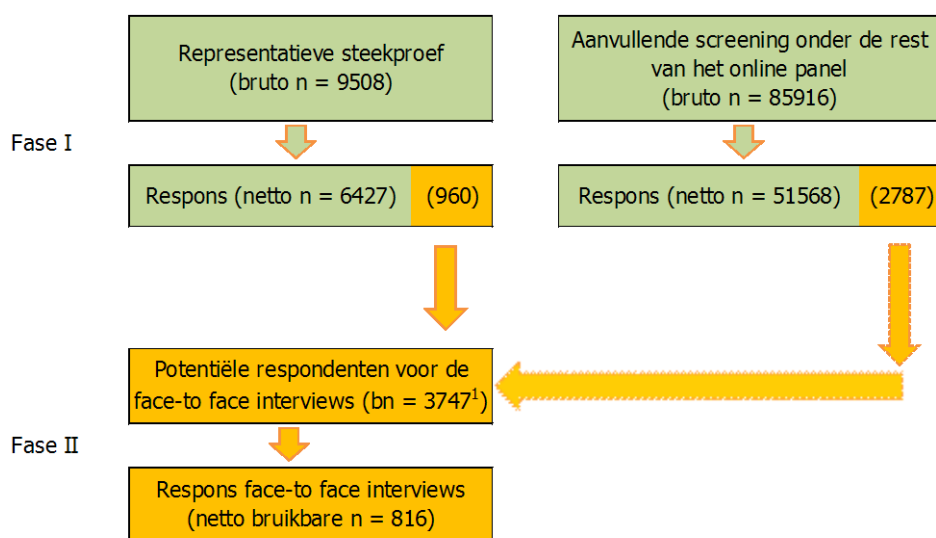 Representatieve steekproef
(bruto n = 9508)
Aanvullende screening onder de rest
van het online panel
(bruto n = 85916)
Fase I
Respons (netto n = 6427) (960)
Respons (netto n = 51568) (2787)
Potentiële respondenten voor de
face-to face interviews (bn = 3747¹)
Fase II
Respons face-to face interviews
(netto bruikbare n = 816)